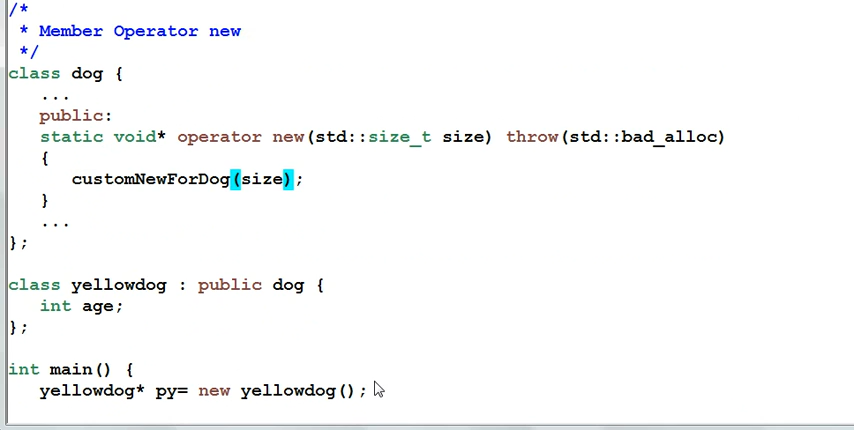 /*
 * Member Operator new
 */
class dog {
   ...
   public:
   static void* operator new(std::size_t size) throw(std::bad_alloc)
   {
      customNewForDog(size);
   }
   ...
};

class yellowdog : public dog {
   int age;
};

int main() {
   yellowdog* py= new yellowdog();